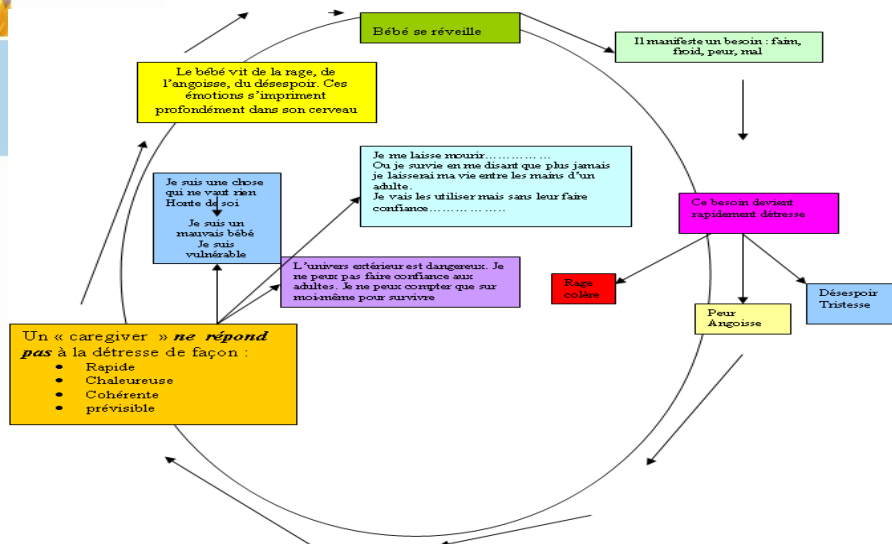 Bébé se réveille
Il manifeste un besoin : faim,
froid, peur, mal
Ce besoin devient
rapidement détresse
Rage
colère
Peur
Angoisse
Désespoir
Tristesse
Un « caregiver » ne répond
pas à la détresse de façon :
• Rapide
• Chaleureuse
• Cohérente
• prévisible
L'univers extérieur est dangereux. Je
ne peux pas faire confiance aux
adultes. Je ne peux compter que sur
moi-même pour survivre
Je me laisse mourir……………
Ou je survie en me disant que plus jamais
je laisserai ma vie entre les mains d'un
adulte.
Je vais les utiliser mais sans leur faire
confiance………………
Je suis une chose
qui ne vaut rien
Honte de soi
Je suis un
mauvais bébé
Je suis
vulnérable
Le bébé vit de la rage, de
l'angoisse, du désespoir. Ces
émotions s'impriment
profondément dans son cerveau